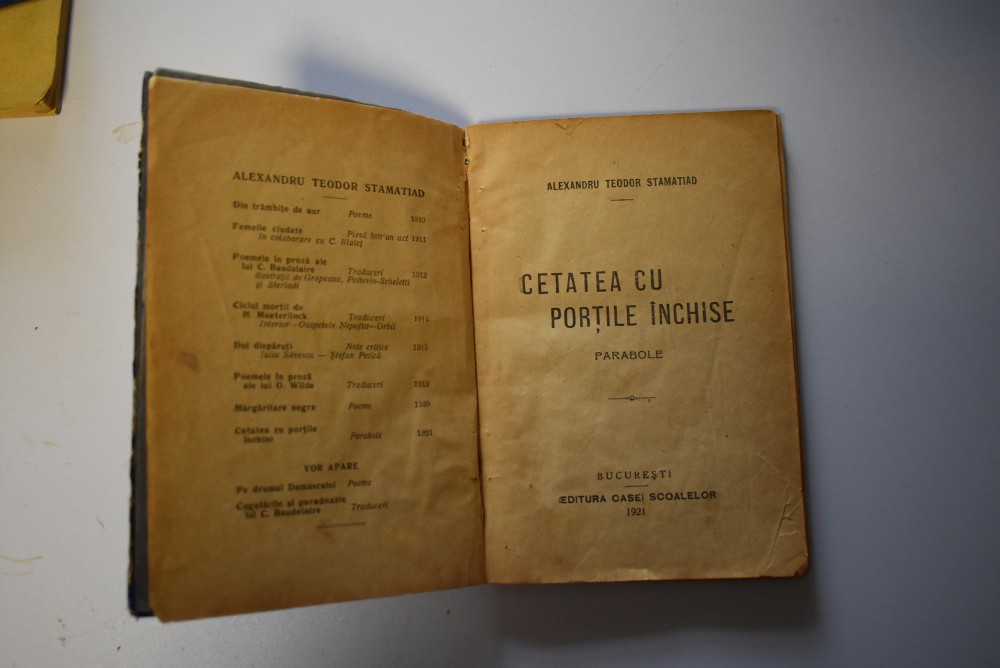 ALEXANDRU TEODOR STAMATIAD
Din trâmbițe de aur Poeme 1910
Femeile ciudate Piesă într'un act 1911
în colaborare cu C. Râuleț
Poemele în proză ale
lui C. Baudelaire Traduceri 1912
ilustrații de Gropeanu, Poitevin-Scheletti
și Steriadi
Ciclul morții de
M. Maeterlinck Traduceri 1914
Interior—Oaspetele Nepoftit—Orbii
Doi dispăruți Note critice 1915
Iuliu Săvescu — Ștefan Petică
Poemele în proză
ale lui O. Wilde Traduceri 1919
Mărgăritare negre Poeme 1920
Cetatea cu porțile
închise Parabole 1921
VOR APARE
Pe drumul Damascului Poeme
Cugetările și paradoxele
lui C. Baudelaire Traduceri
ALEXANDRU TEODOR STAMATIAD
CETATEA CU
PORȚILE ÎNCHISE
PARABOLE
BUCUREȘTI
EDITURA CASEI SCOALELOR
1921